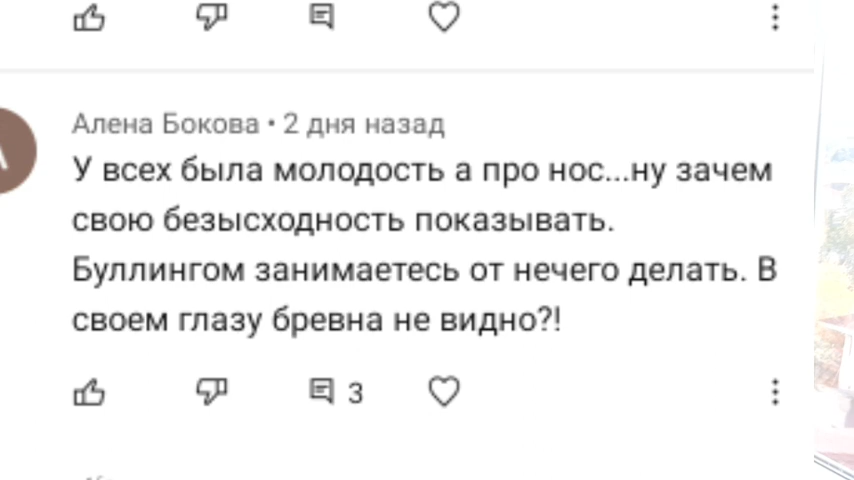 Алена Бокова • 2 дня назад
У всех была молодость а про нос...ну зачем
свою безысходность показывать.
Буллингом занимаетесь от нечего делать. В
своем глазу бревна не видно?!
3